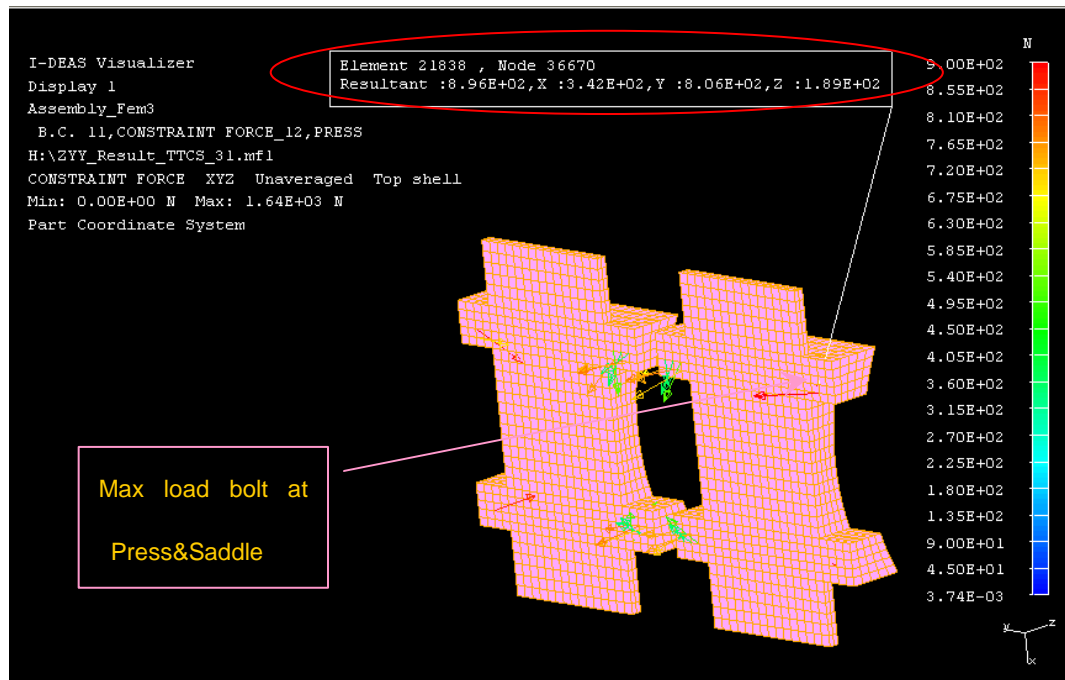 I-DEAS Visualizer
Display 1
Assembly_Fem3
B.C. 11,CONSTRAINT FORCE_12,PRESS
H:\ZYY_Result_TTCS_31.mf1
CONSTRAINT FORCE XYZ Unaveraged Top shell
Min: 0.00E+00 N Max: 1.64E+03 N
Part Coordinate System
Element 21838 , Node 36670
Resultant :8.96E+02,X :3.42E+02,Y :8.06E+02,Z :1.89E+02
N
9.00E+02
8.55E+02
8.10E+02
7.65E+02
7.20E+02
6.75E+02
6.30E+02
5.85E+02
5.40E+02
4.95E+02
4.50E+02
4.05E+02
3.60E+02
3.15E+02
2.70E+02
2.25E+02
1.80E+02
1.35E+02
9.00E+01
4.50E+01
3.74E-03
Max load bolt at
Press&Saddle
y
z
x